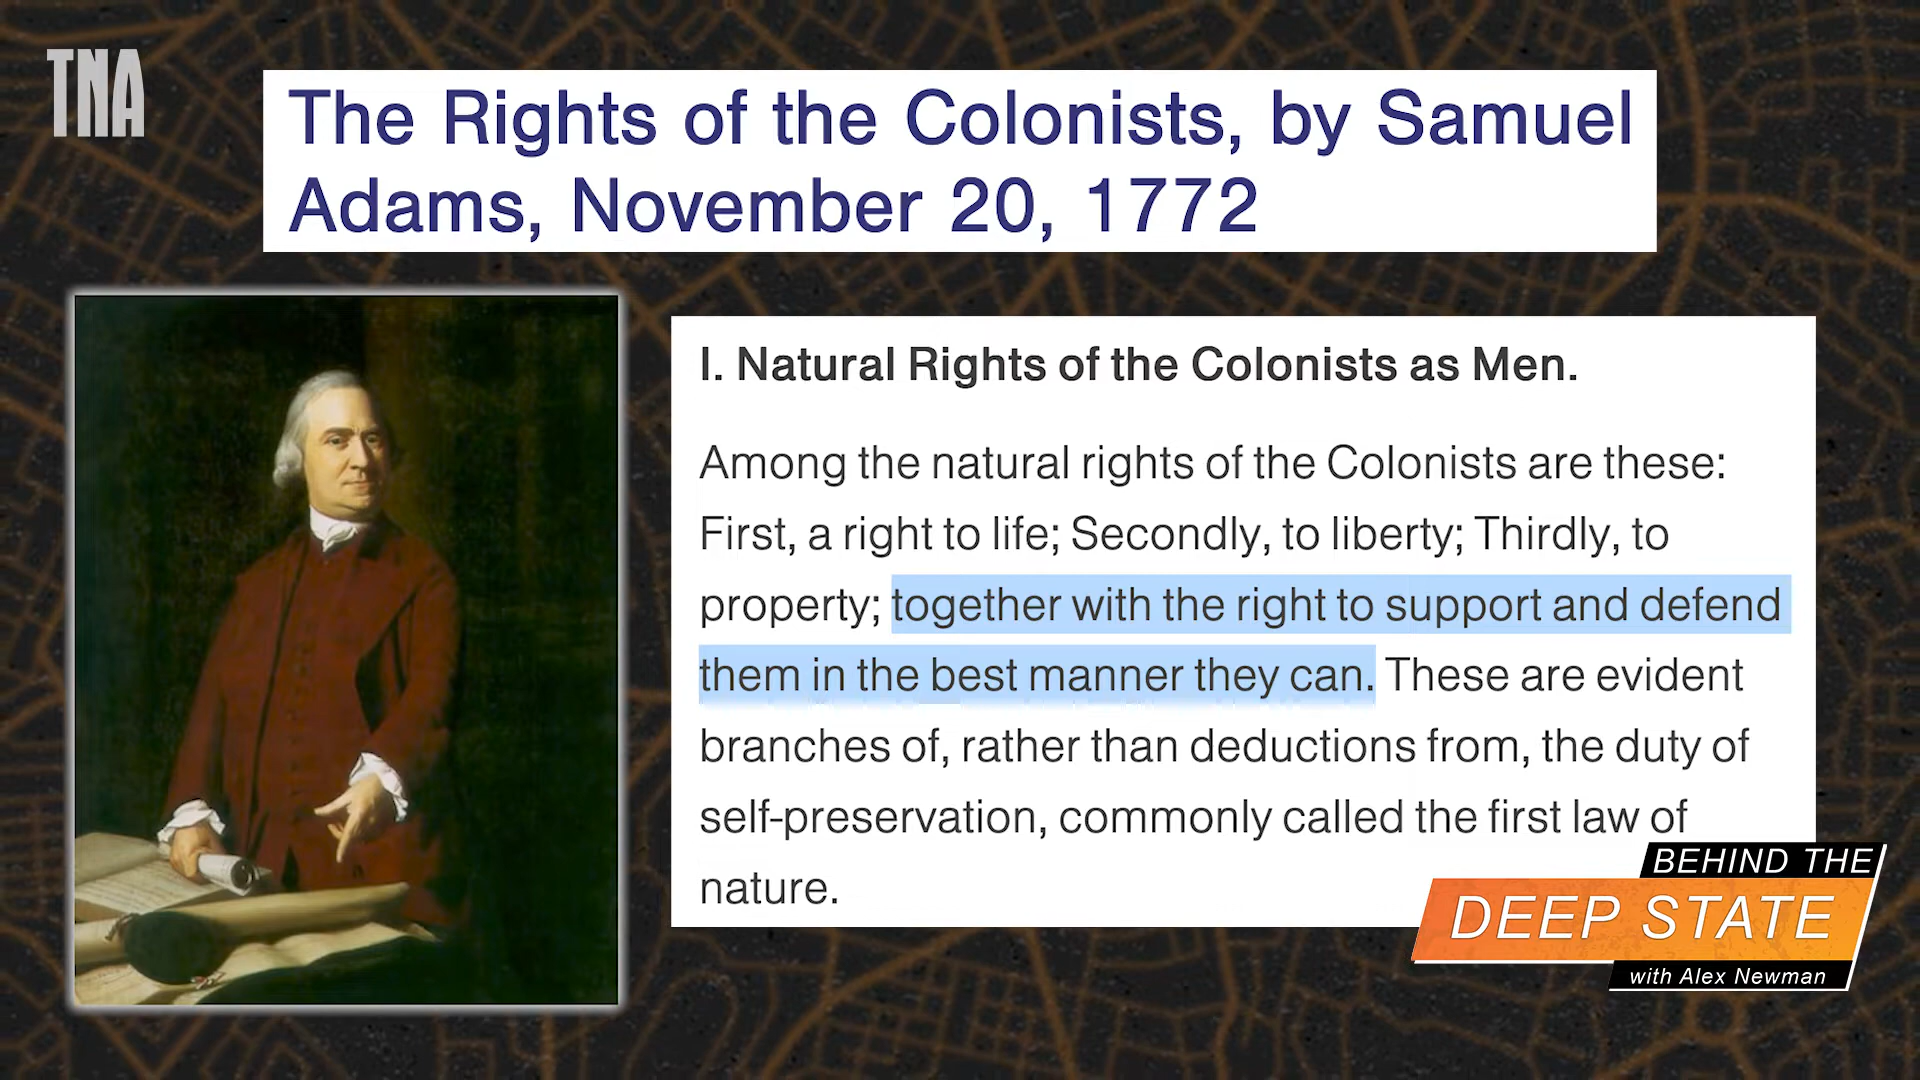 TNA
The Rights of the Colonists, by Samuel
Adams, November 20, 1772
I. Natural Rights of the Colonists as Men.
Among the natural rights of the Colonists are these:
First, a right to life; Secondly, to liberty; Thirdly, to
property; together with the right to support and defend
them in the best manner they can. These are evident
branches of, rather than deductions from, the duty of
self-preservation, commonly called the first law of
nature.
BEHIND THE
DEEP STATE
with Alex Newman